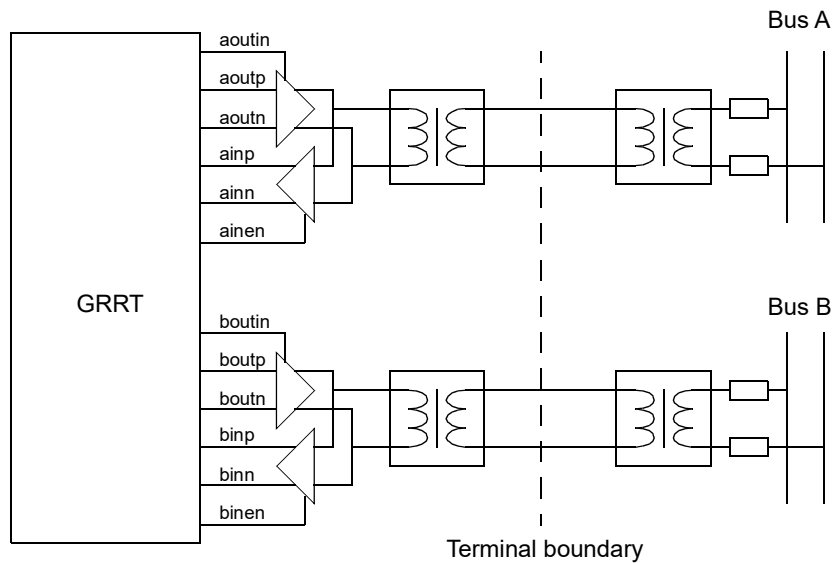 Bus A
aoutin
aoutp
aoutn
ainp
ainn
ainen
GRRT
Bus B
boutin
boutp
boutn
binp
binn
binen
Terminal boundary